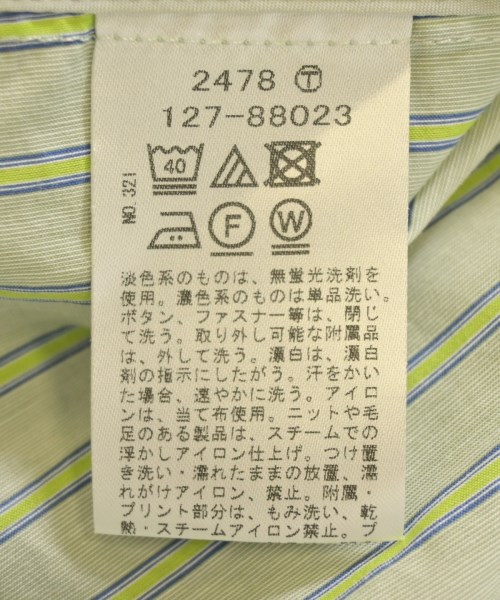 2478 Ⓣ
127-88023
NO. 321
40
F W
淡色系のものは、無蛍光洗剤を
使用。濃色系のものは単品洗い。
ボタン、ファスナー等は、閉じ
て洗う。取り外し可能な附属品
は、外して洗う。漂白は、漂白
剤の指示にしたがう。汗をかい
た場合、速やかに洗う。アイロ
ンは、当て布使用。ニットや毛
足のある製品は、スチームでの
浮かしアイロン仕上げ。つけ置
き洗い・濡れたままの放置、濡
れがけアイロン、禁止。附属・
プリント部分は、もみ洗い、乾
熱・スチームアイロン禁止。プ